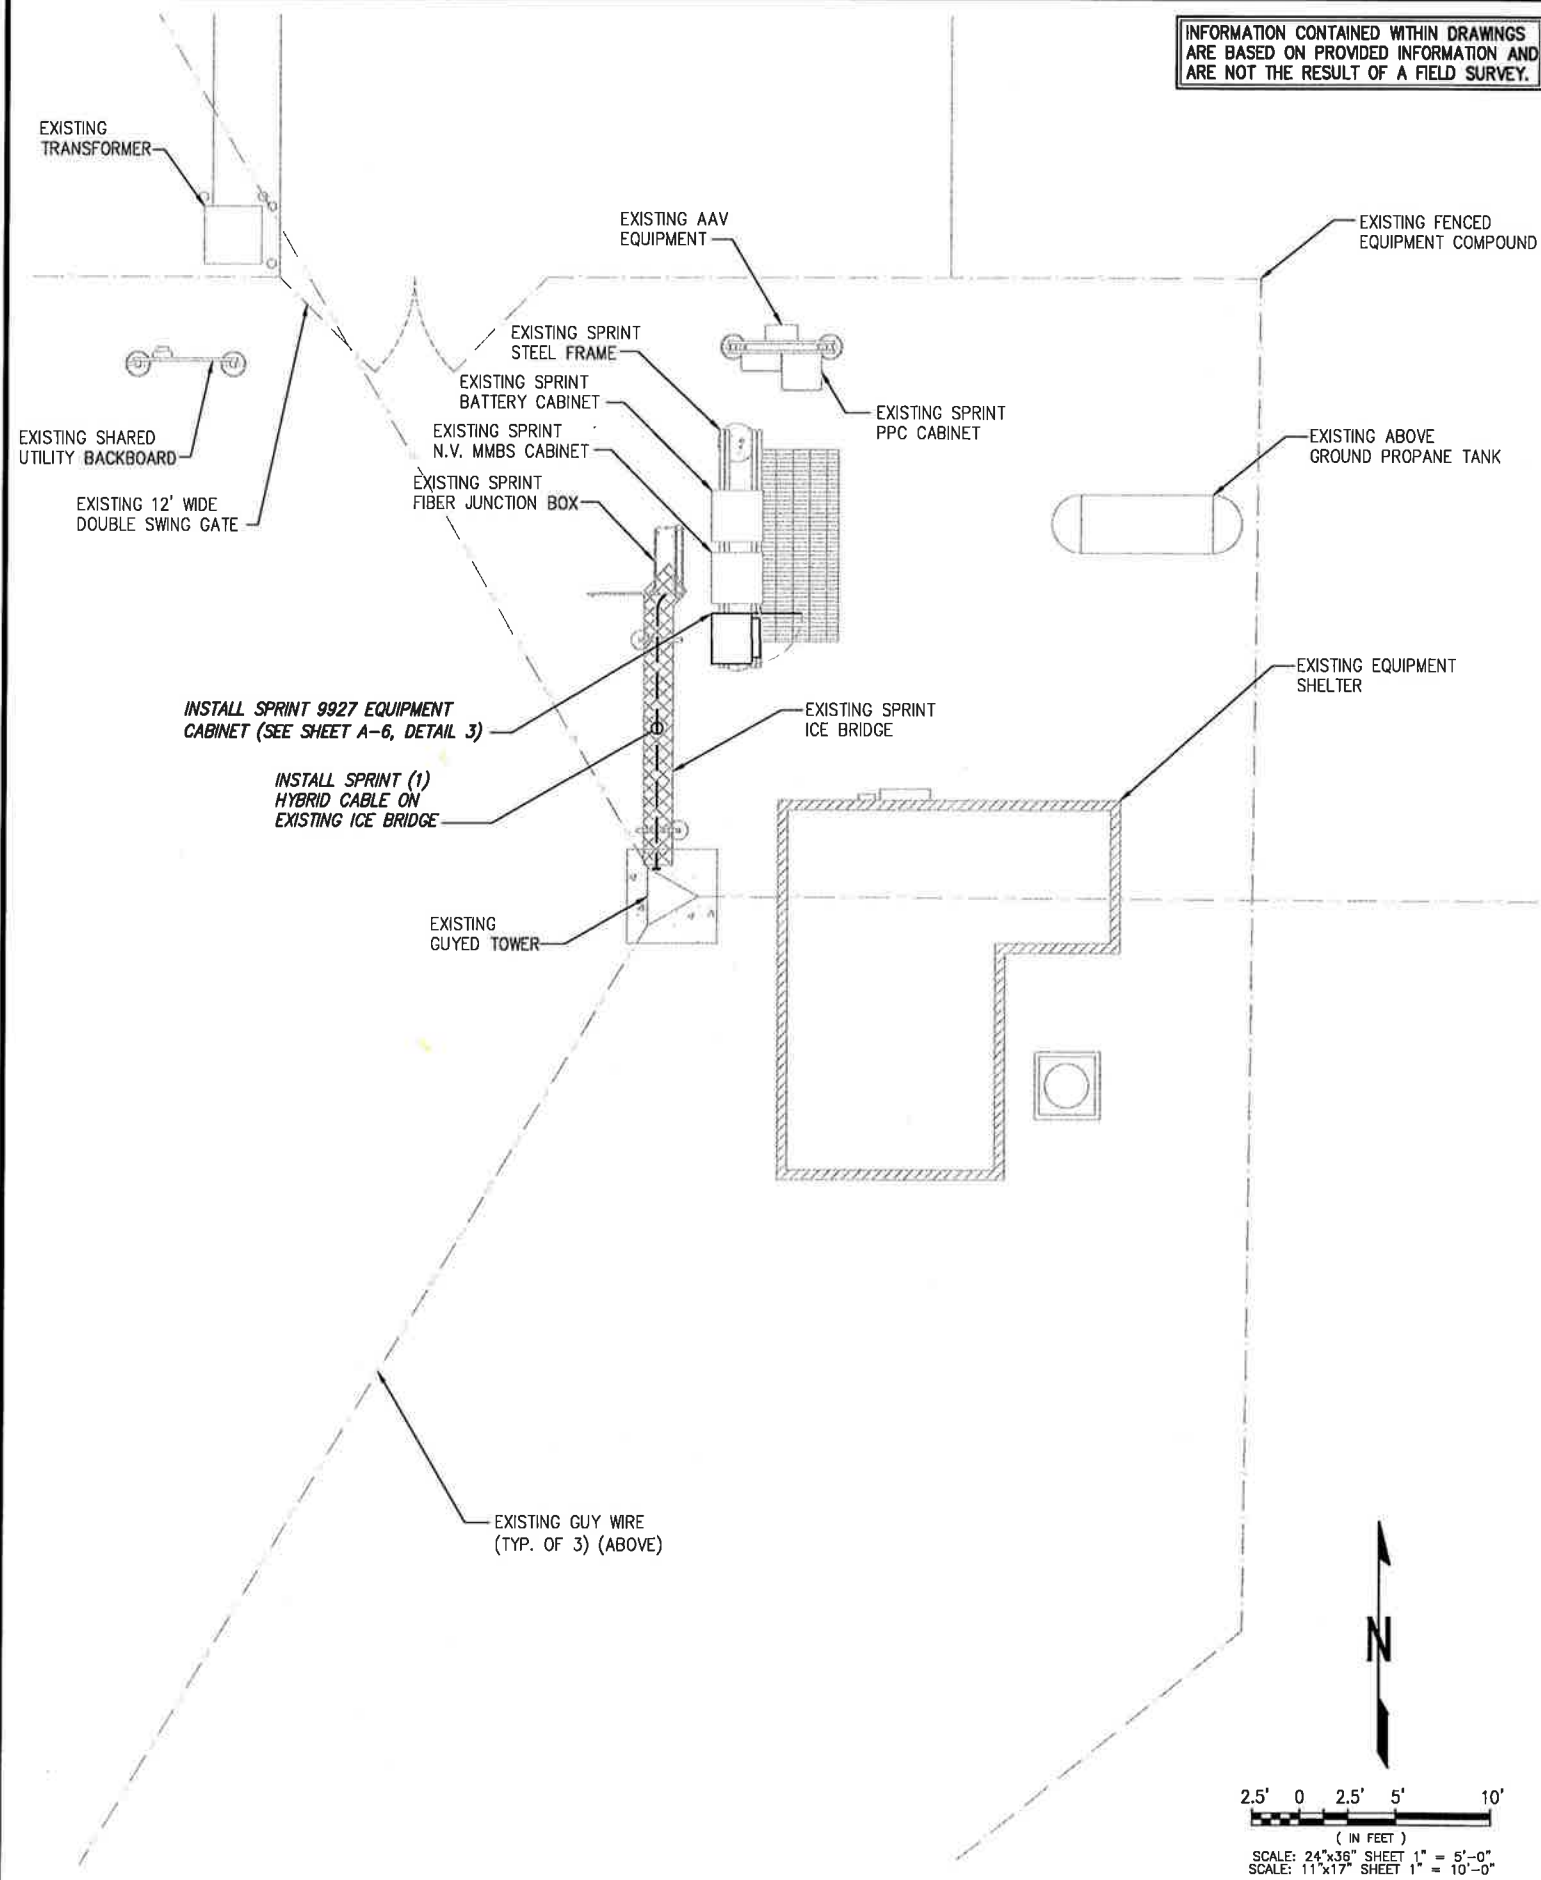 INFORMATION CONTAINED WITHIN DRAWINGS
ARE BASED ON PROVIDED INFORMATION AND
ARE NOT THE RESULT OF A FIELD SURVEY.
EXISTING
TRANSFORMER
EXISTING AAV
EQUIPMENT
EXISTING FENCED
EQUIPMENT COMPOUND
EXISTING SPRINT
STEEL FRAME
EXISTING SPRINT
BATTERY CABINET
EXISTING SPRINT
PPC CABINET
EXISTING SPRINT
N.V. MMBS CABINET
EXISTING SHARED
UTILITY BACKBOARD
EXISTING ABOVE
GROUND PROPANE TANK
EXISTING SPRINT
FIBER JUNCTION BOX
EXISTING 12' WIDE
DOUBLE SWING GATE
EXISTING EQUIPMENT
SHELTER
INSTALL SPRINT 9927 EQUIPMENT
CABINET (SEE SHEET A-6, DETAIL 3)
EXISTING SPRINT
ICE BRIDGE
INSTALL SPRINT (1)
HYBRID CABLE ON
EXISTING ICE BRIDGE
EXISTING
GUYED TOWER
EXISTING GUY WIRE
(TYP. OF 3) (ABOVE)
N
2.5' 0 2.5' 5' 10'
( IN FEET )
SCALE: 24"x36" SHEET 1" = 5'-0"
SCALE: 11"x17" SHEET 1" = 10'-0"